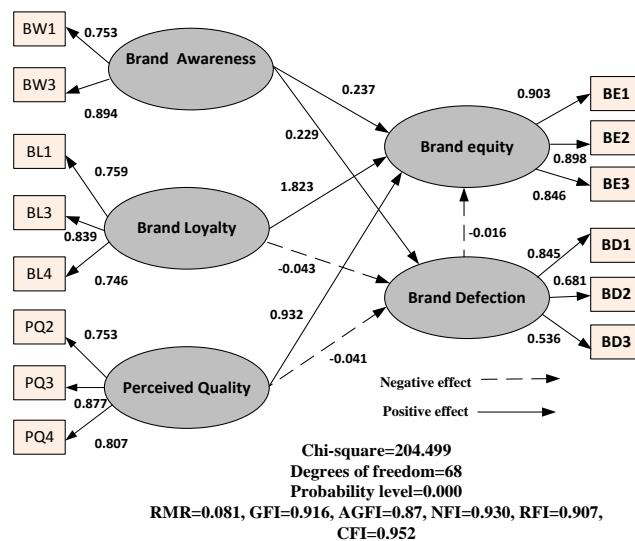 BW1
0.753
Brand Awareness
BW3
0.894
0.237
0.229
BE1
0.903
Brand equity
BE2
0.898
BE3
0.846
BL1
0.759
BL3
0.839
Brand Loyalty
1.823
BL4
0.746
-0.043
-0.016
BD1
0.845
0.681
BD2
Brand Defection
0.536
BD3
0.932
-0.041
PQ2
0.753
PQ3
0.877
Perceived Quality
PQ4
0.807
Negative effect
Positive effect
Chi-square=204.499
Degrees of freedom=68
Probability level=0.000
RMR=0.081, GFI=0.916, AGFI=0.87, NFI=0.930, RFI=0.907,
CFI=0.952